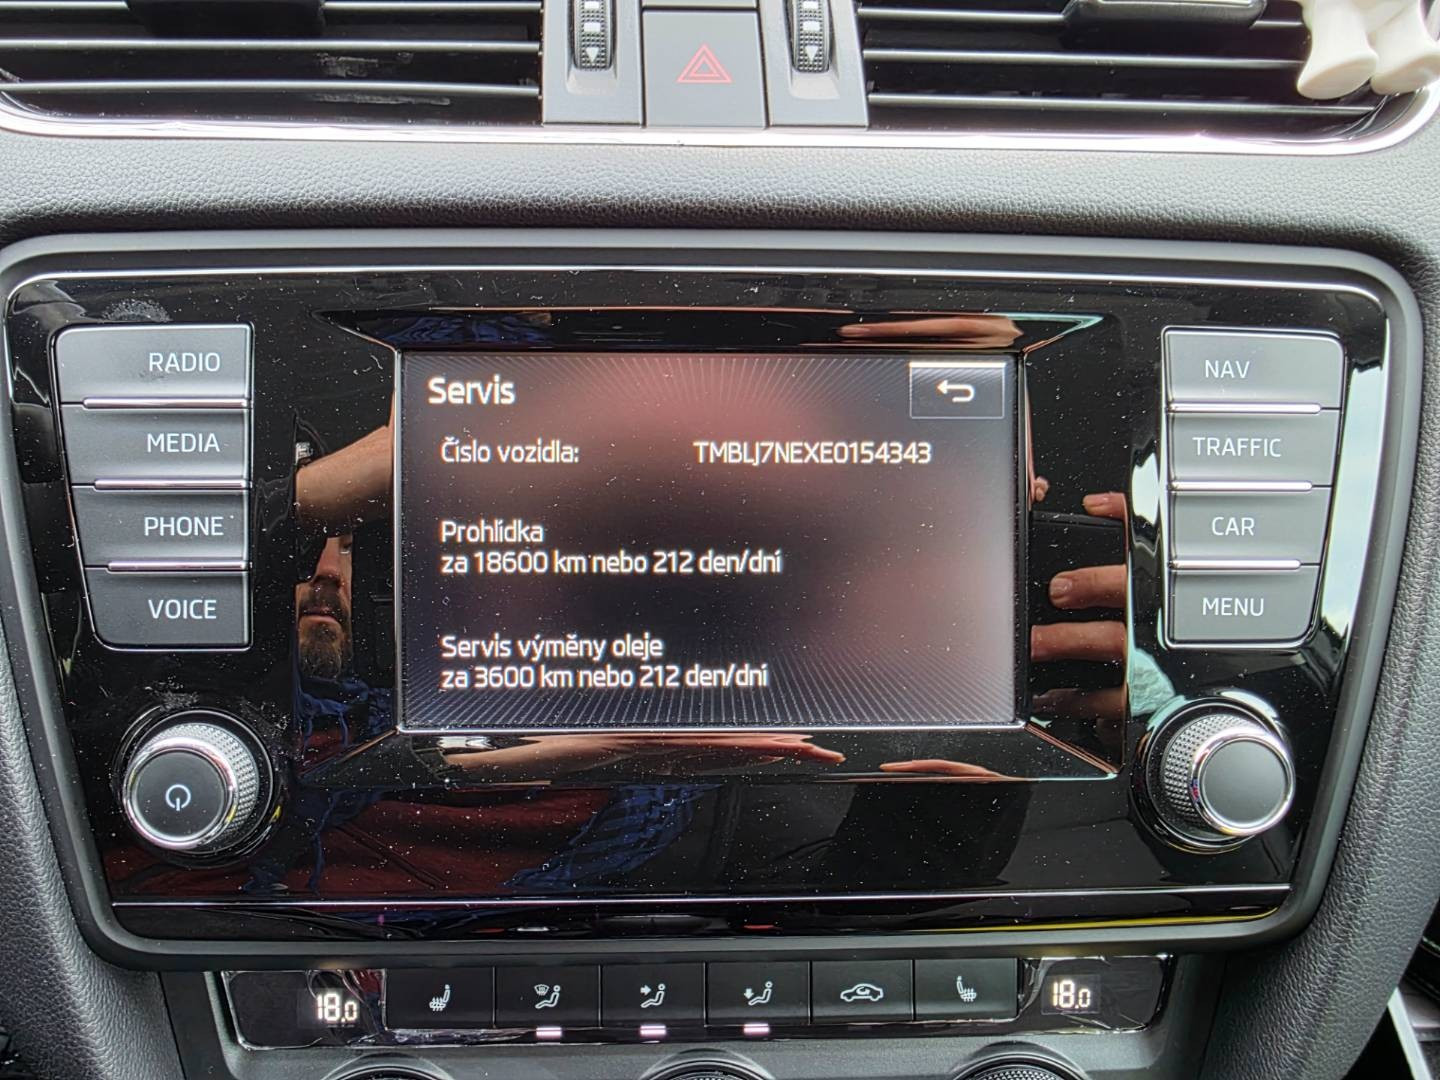 RADIO
MEDIA
PHONE
VOICE
Servis
Číslo vozidla: TMBLJ7NEXE0154343
Prohlídka
za 18600 km nebo 212 den/dní
Servis výměny oleje
za 3600 km nebo 212 den/dní
NAV
TRAFFIC
CAR
MENU
18.0
18.0